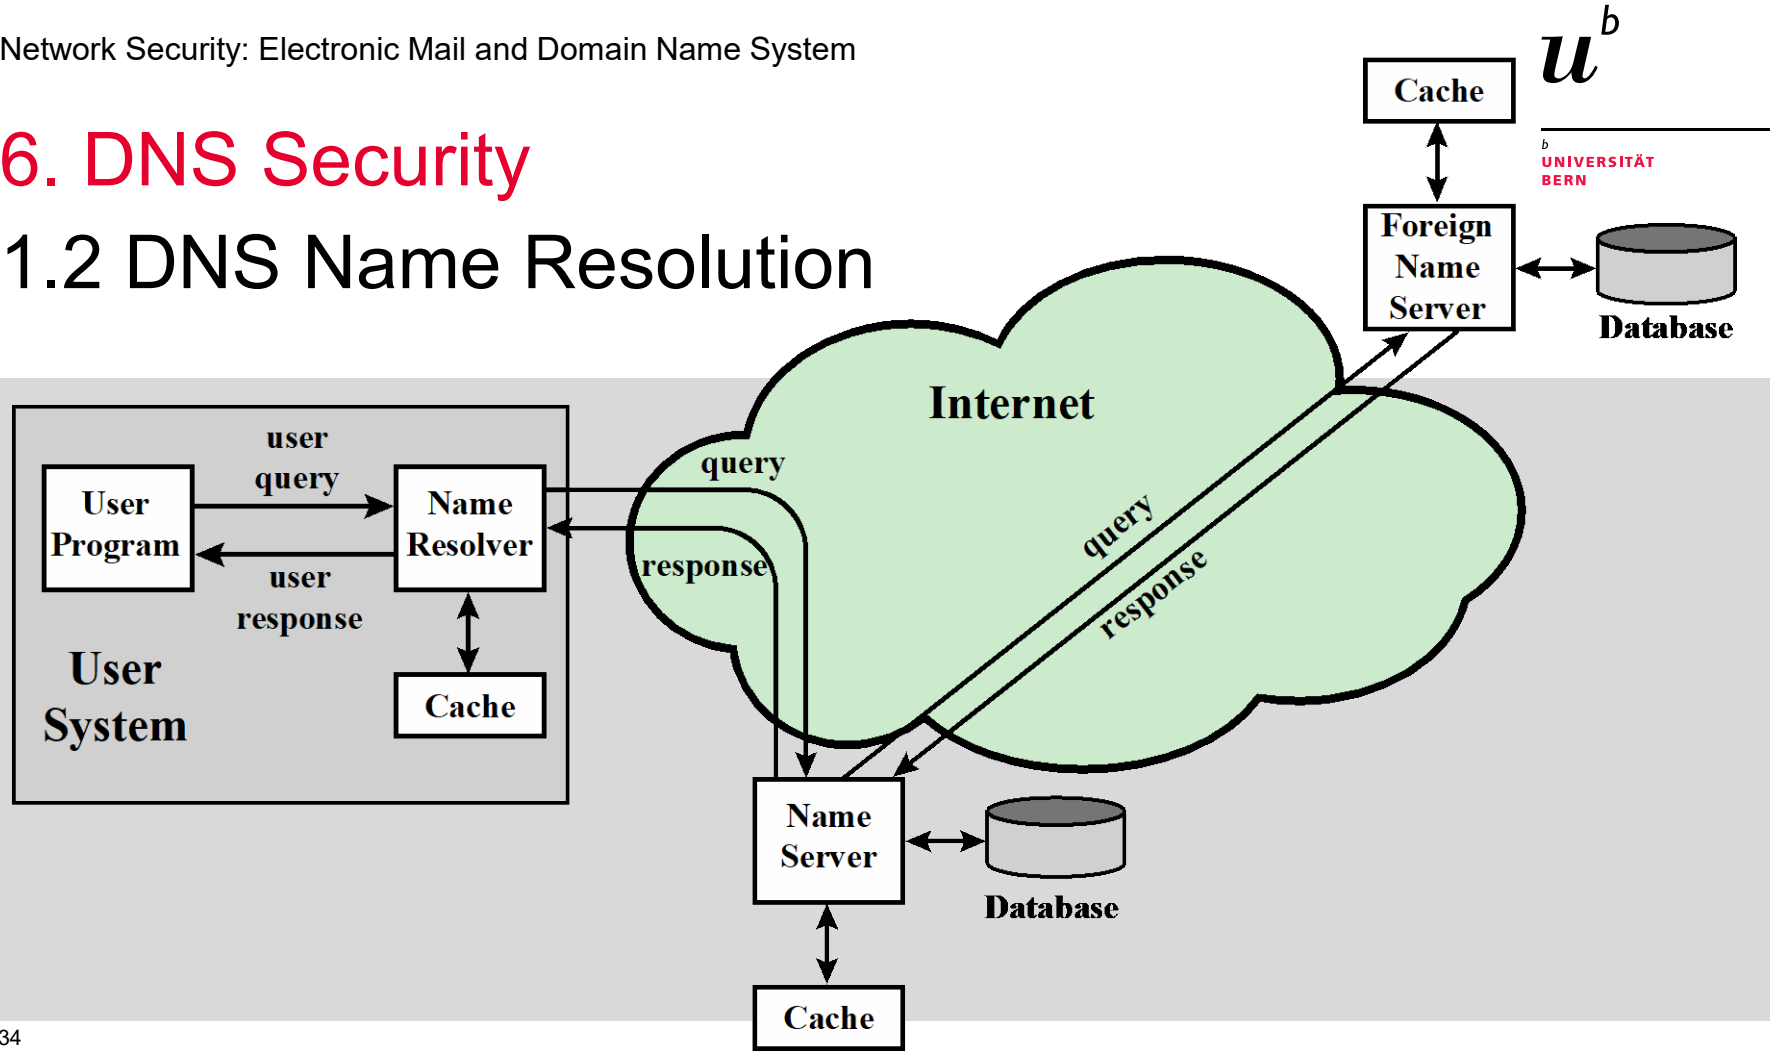 Network Security: Electronic Mail and Domain Name System
u
b
b
UNIVERSITÄT
BERN
6. DNS Security
1.2 DNS Name Resolution
Cache
Foreign
Name
Server
Database
Internet
user
query
User
Program
Name
Resolver
user
response
User
System
Cache
query
response
query
response
Name
Server
Database
Cache
34